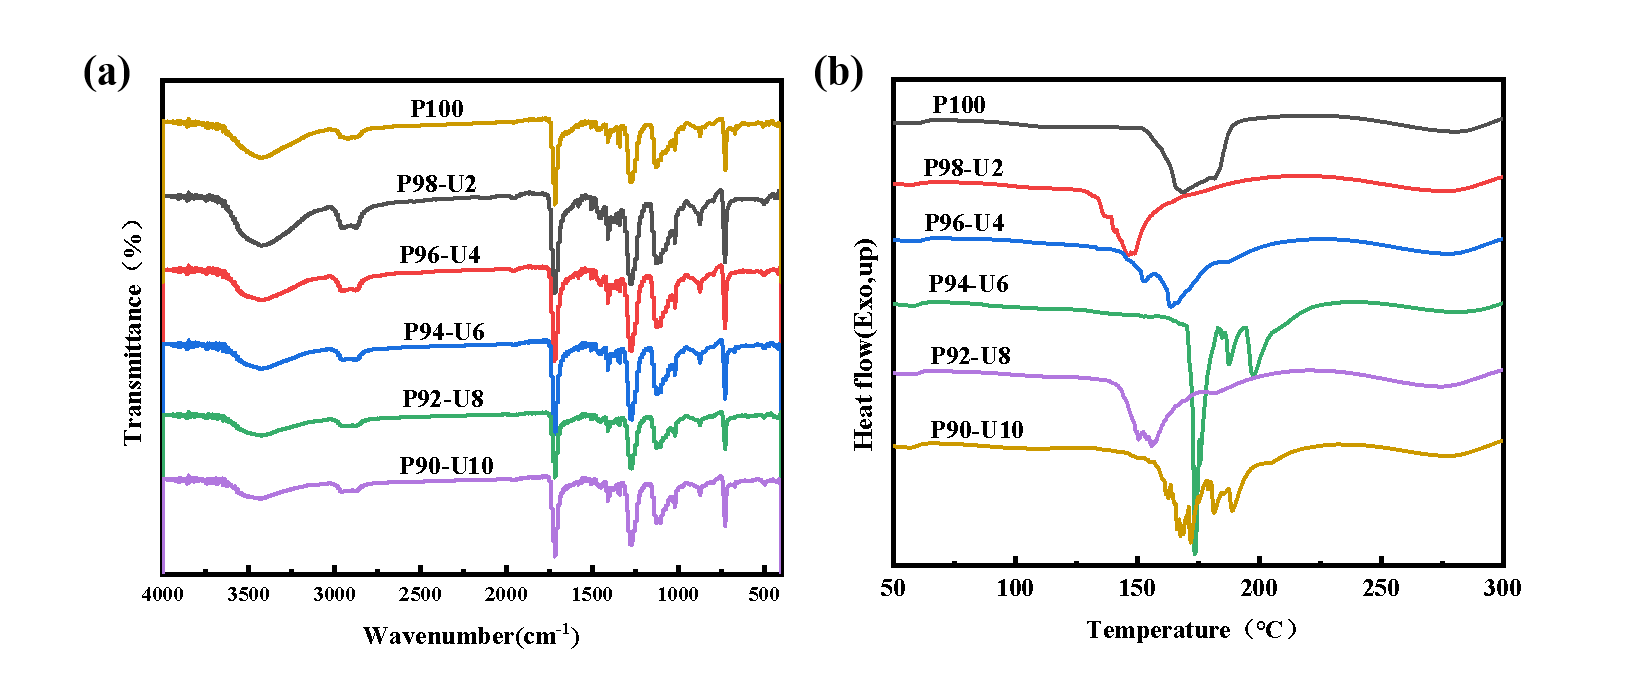 (a)
P100
P98-U2
P96-U4
P94-U6
P92-U8
P90-U10
Transmittance（%）
4000 3500 3000 2500 2000 1500 1000 500
Wavenumber(cm-1)
(b)
P100
P98-U2
P96-U4
P94-U6
P92-U8
P90-U10
Heat flow(Exo,up)
50 100 150 200 250 300
Temperature（℃）